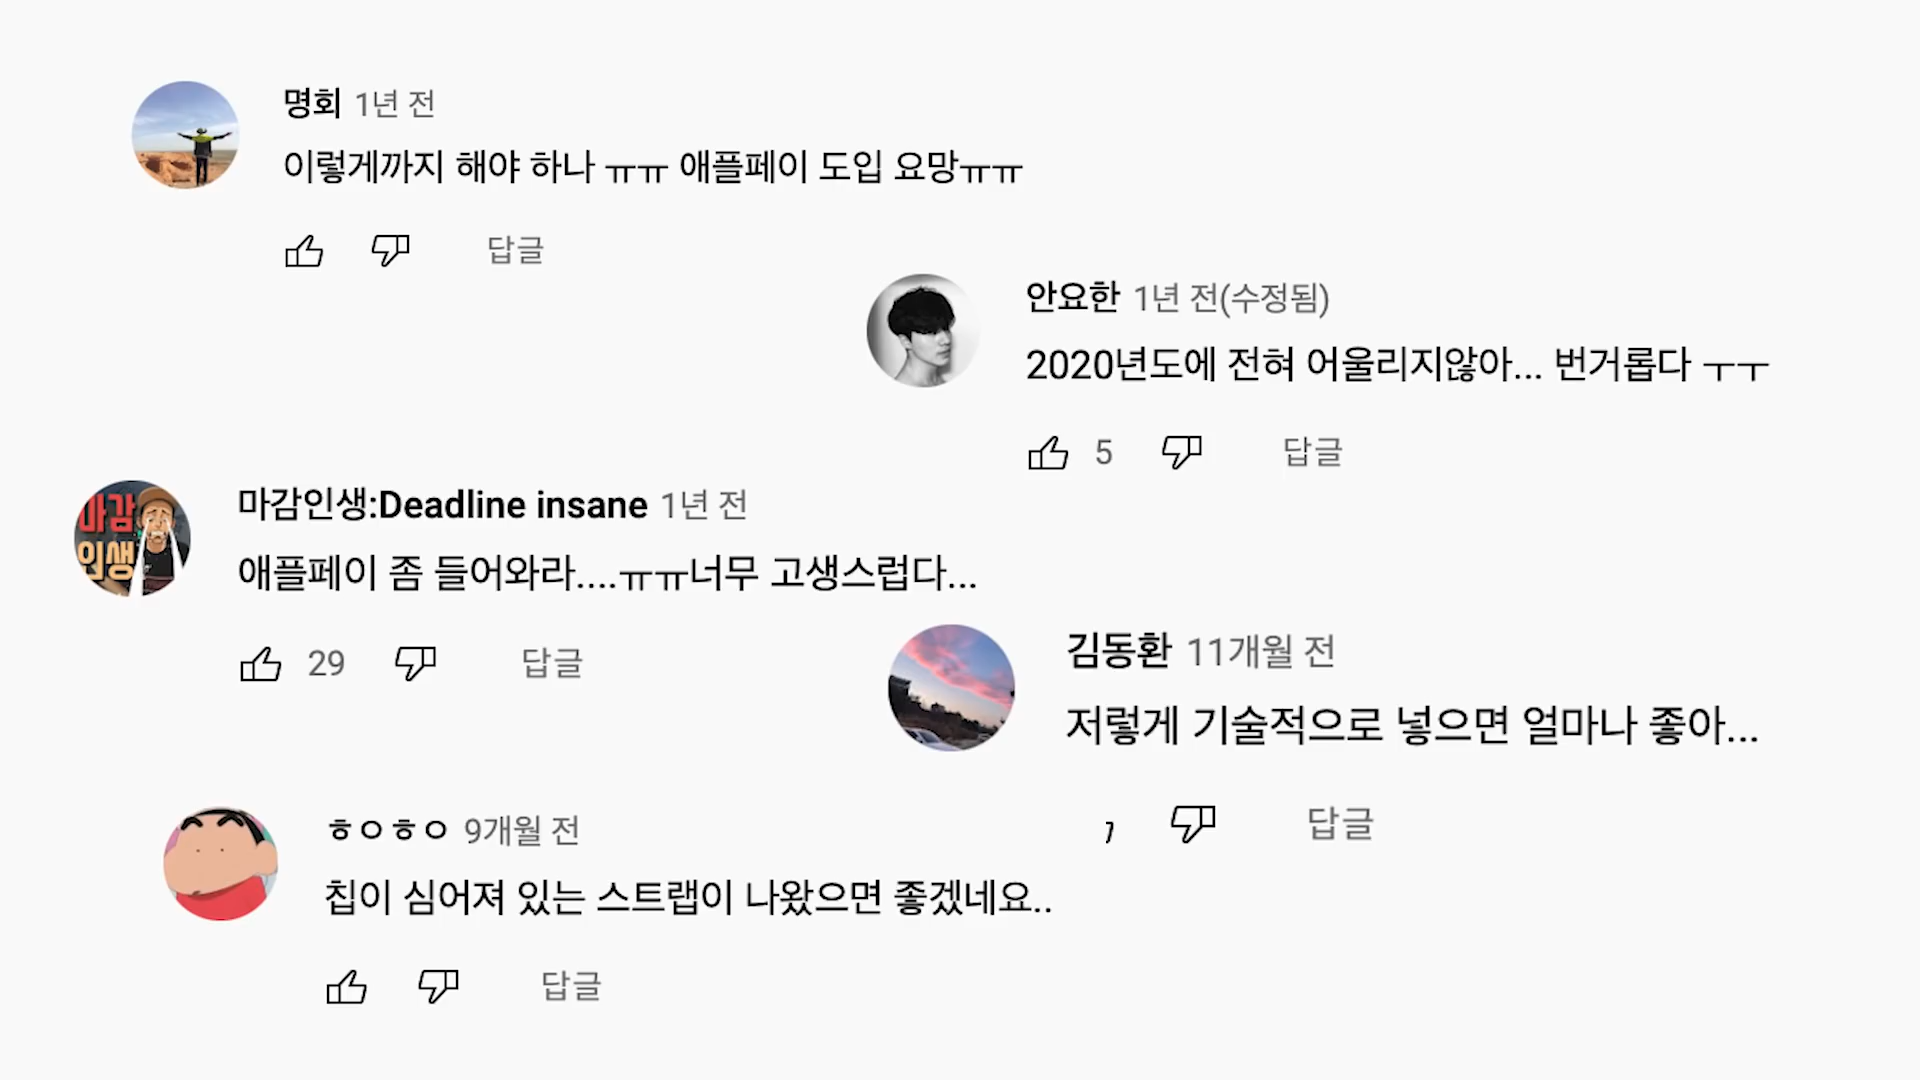 명회 1년 전
이렇게까지 해야 하나 ㅠㅠ 애플페이 도입 요망ㅠㅠ
답글
안요한 1년 전(수정됨)
2020년도에 전혀 어울리지않아... 번거롭다 ㅜㅜ
5 답글
마감인생:Deadline insane 1년 전
마감
인생
애플페이 좀 들어와라....ㅠㅠ너무 고생스럽다...
29 답글
김동환 11개월 전
저렇게 기술적으로 넣으면 얼마나 좋아...
답글
ㅎㅇㅎㅇ 9개월 전
칩이 심어져 있는 스트랩이 나왔으면 좋겠네요..
답글